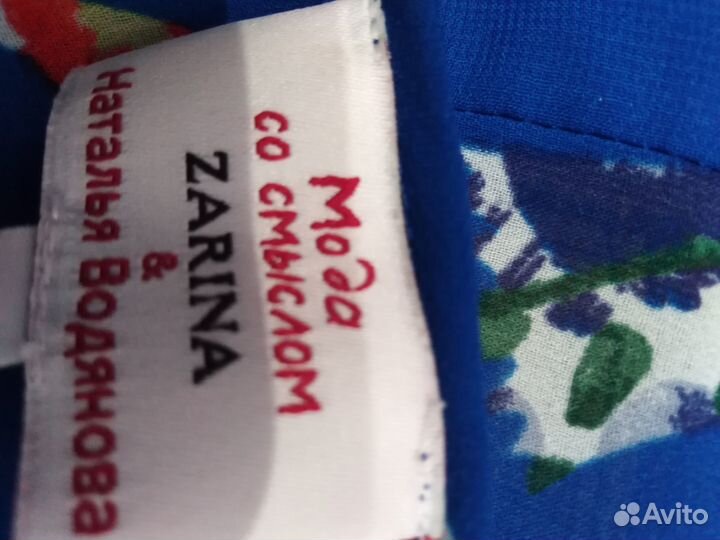 Мода
со смыслом
ZARINA
&
Наталья Водянова
Avito